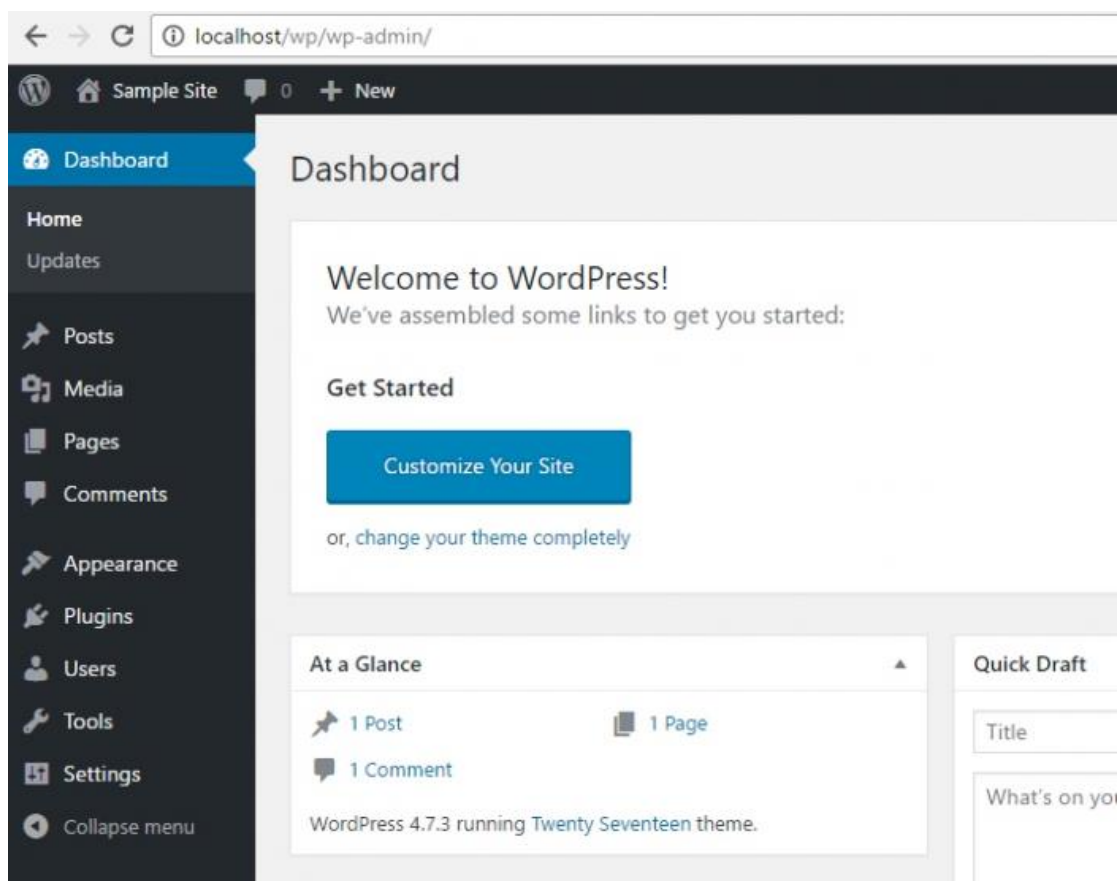 localhost/wp/wp-admin/
Sample Site 0 + New
Dashboard
Home
Updates
Posts
Media
Pages
Comments
Appearance
Plugins
Users
Tools
Settings
Collapse menu
Dashboard
Welcome to WordPress!
We've assembled some links to get you started:
Get Started
Customize Your Site
or, change your theme completely
At a Glance
1 Post 1 Page
1 Comment
WordPress 4.7.3 running Twenty Seventeen theme.
Quick Draft
Title
What's on